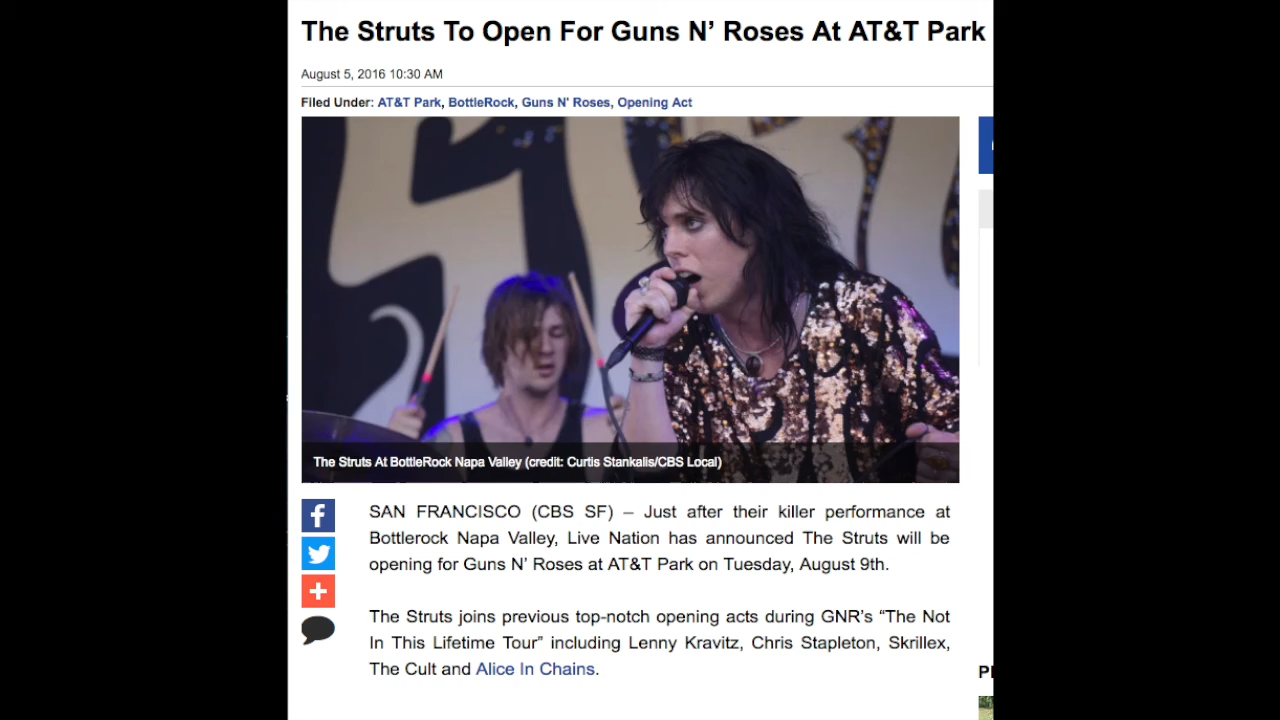 The Struts To Open For Guns N’ Roses At AT&T Park
August 5, 2016 10:30 AM
Filed Under: AT&T Park, BottleRock, Guns N' Roses, Opening Act
The Struts At BottleRock Napa Valley (credit: Curtis Stankalis/CBS Local)
SAN FRANCISCO (CBS SF) – Just after their killer performance at
Bottlerock Napa Valley, Live Nation has announced The Struts will be
opening for Guns N’ Roses at AT&T Park on Tuesday, August 9th.
The Struts joins previous top-notch opening acts during GNR’s “The Not
In This Lifetime Tour” including Lenny Kravitz, Chris Stapleton, Skrillex,
The Cult and Alice In Chains.